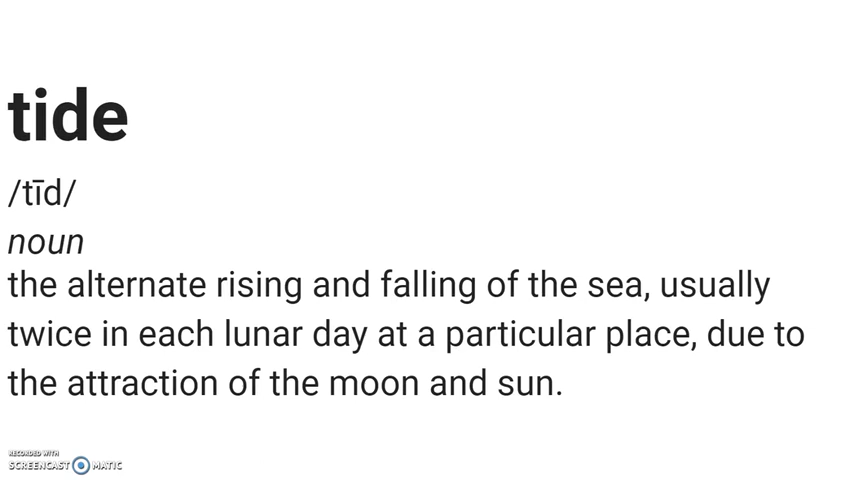 tide
/tīd/
noun
the alternate rising and falling of the sea, usually
twice in each lunar day at a particular place, due to
the attraction of the moon and sun.
RECORDED WITH
SCREENCAST MATIC